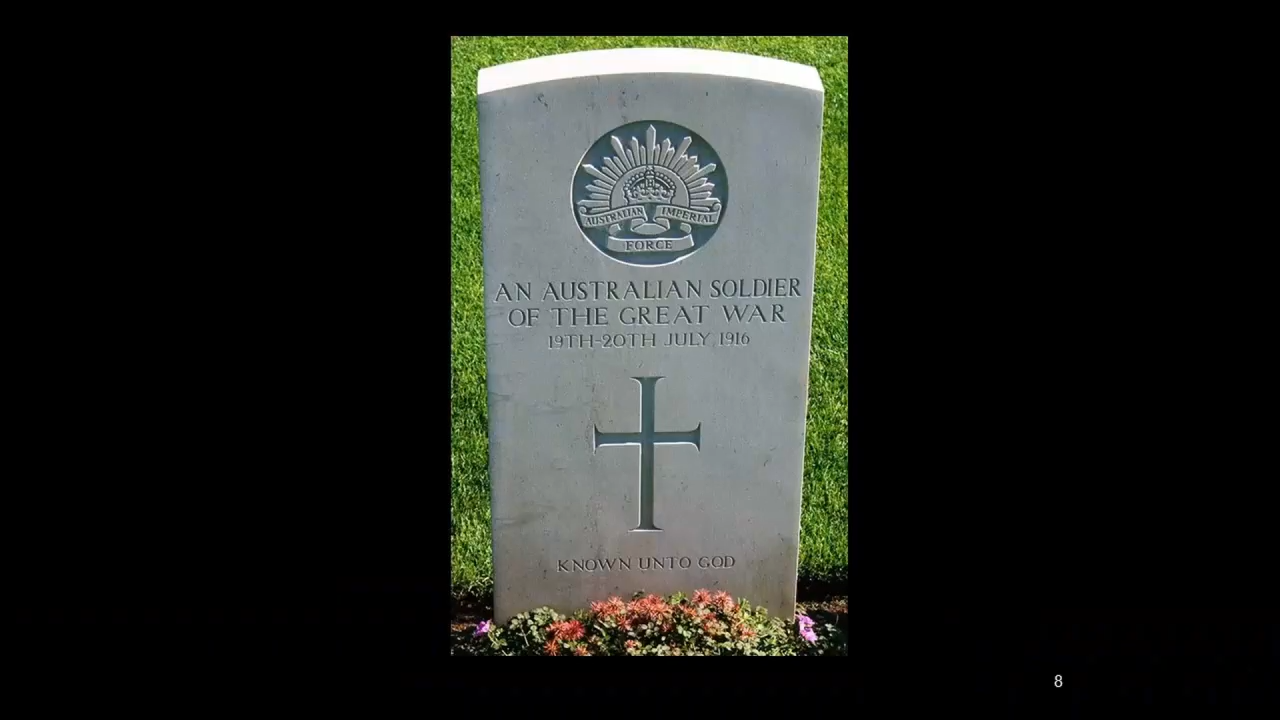 AUSTRALIAN IMPERIAL
FORCE
AN AUSTRALIAN SOLDIER
OF THE GREAT WAR
19TH-20TH JULY 1916
KNOWN UNTO GOD
8